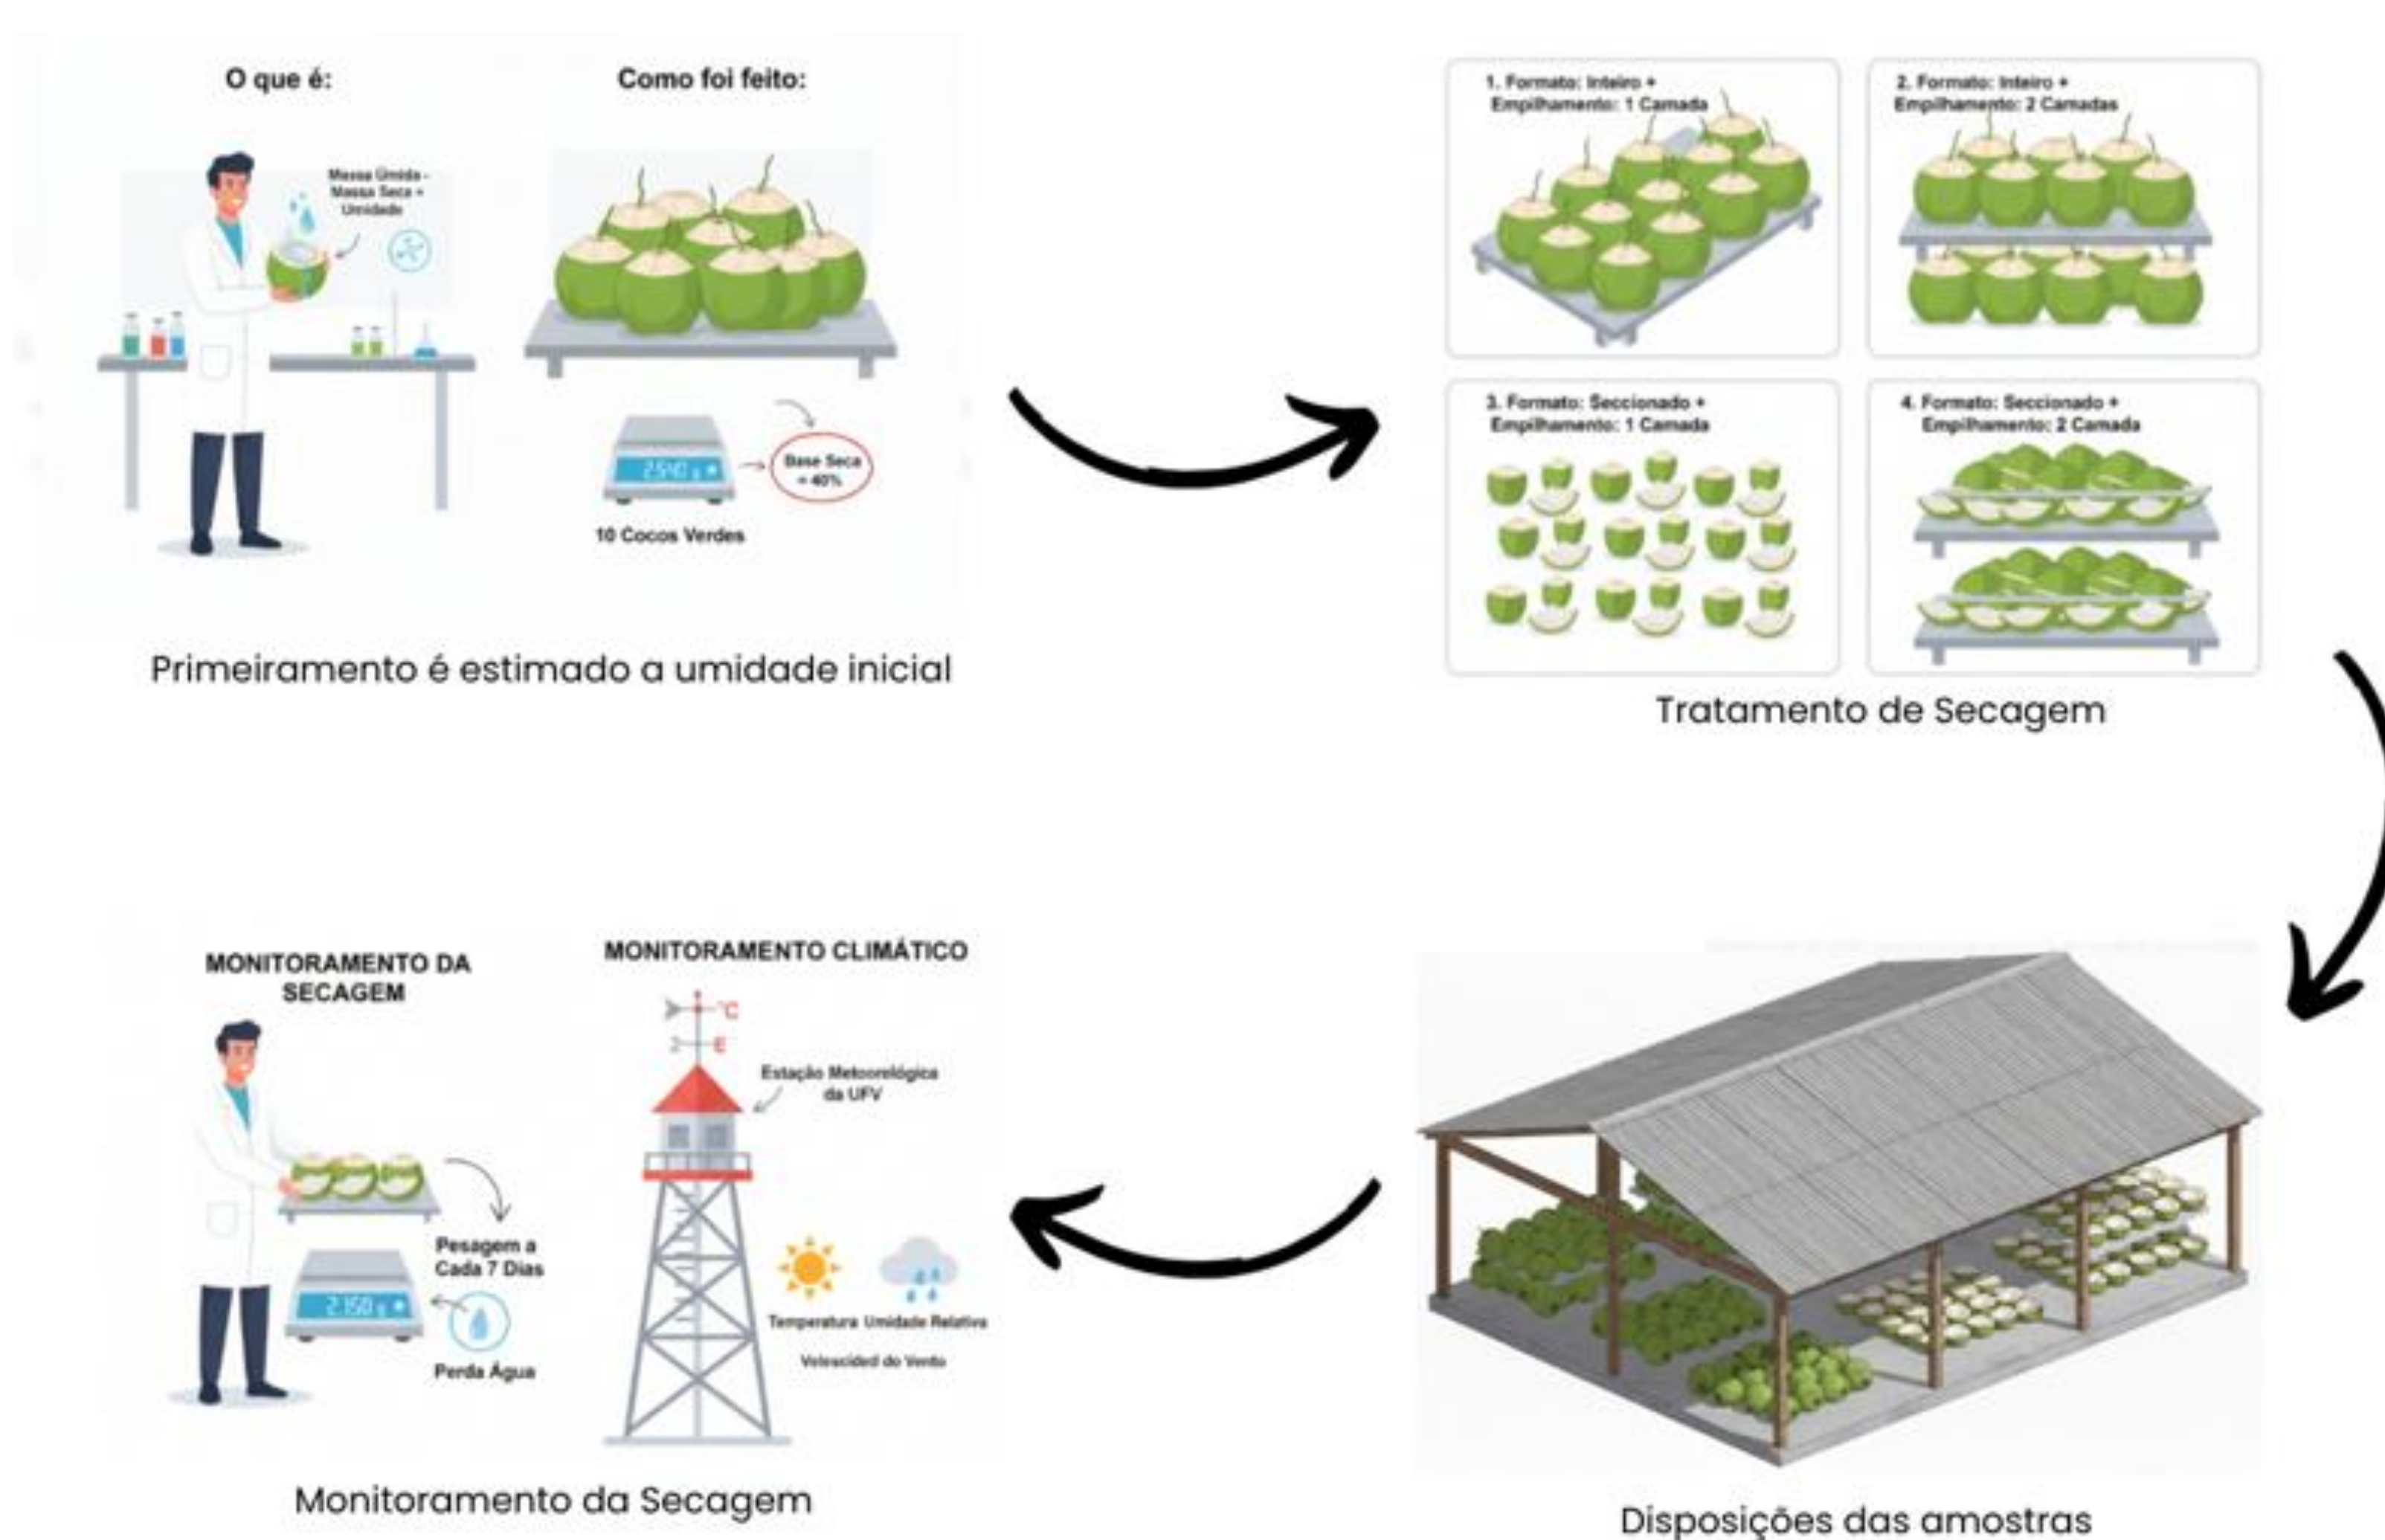 O que é:
Como foi feito:
Massa Úmida -
Massa Seca =
Umidade
Base Seca
= 40%
10 Cocos Verdes
Primeiramento é estimado a umidade inicial
1. Formato: Inteiro +
Empilhamento: 1 Camada
2. Formato: Inteiro +
Empilhamento: 2 Camadas
3. Formato: Seccionado +
Empilhamento: 1 Camada
4. Formato: Seccionado +
Empilhamento: 2 Camada
Tratamento de Secagem
MONITORAMENTO DA
SECAGEM
Pesagem a
Cada 7 Dias
Perda Água
MONITORAMENTO CLIMÁTICO
°C
E
Estação Metoorelógica
da UFV
Temperatura Umidade Relativa
do Vento
Monitoramento da Secagem
Disposições das amostras